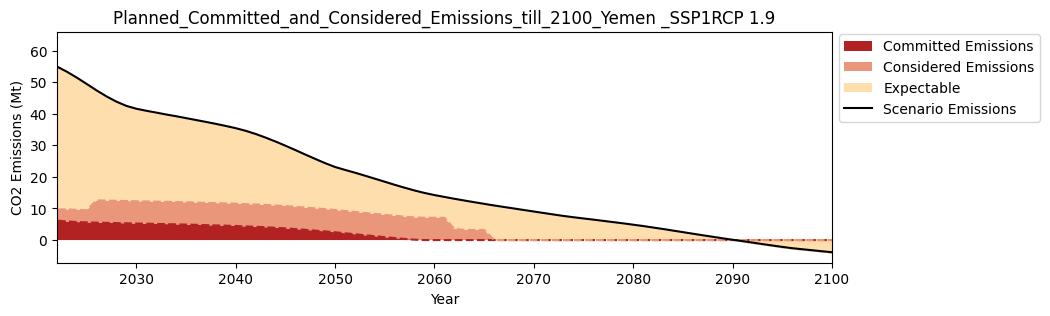 Planned_Committed_and_Considered_Emissions_till_2100_Yemen _SSP1RCP 1.9
Committed Emissions
Considered Emissions
Expectable
Scenario Emissions
CO2 Emissions (Mt)
60
50
40
30
20
10
0
2030
2040
2050
2060
2070
2080
2090
2100
Year